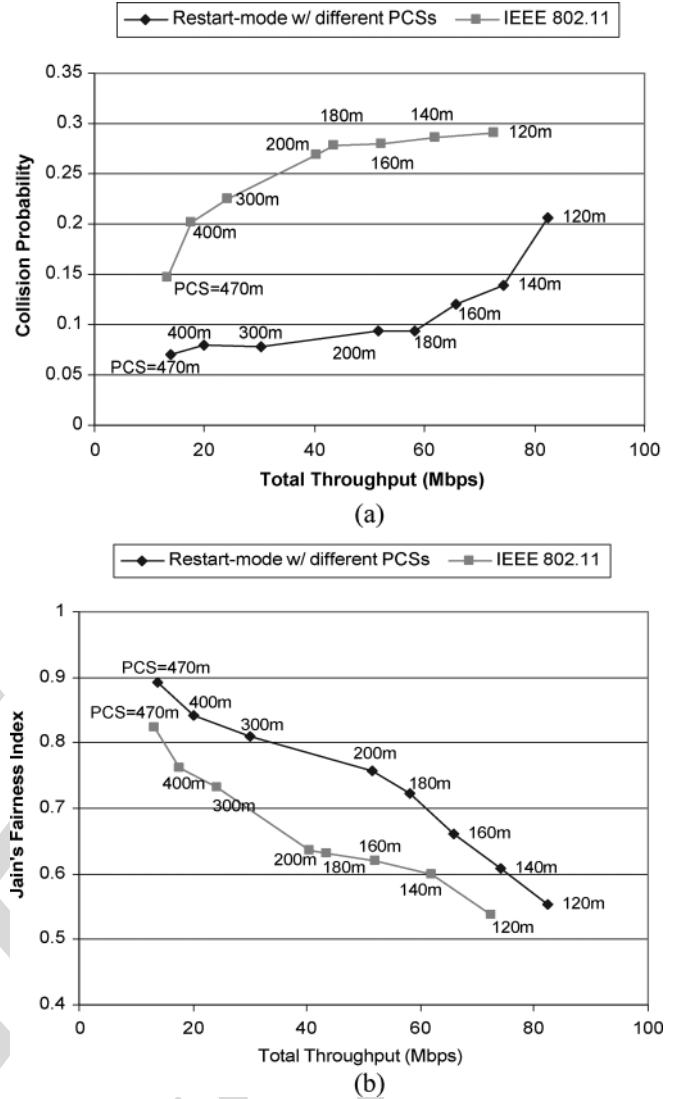 Restart-mode w/ different PCSs IEEE 802.11
0.35
0.3
0.25
0.2
0.15
0.1
0.05
0
Collision Probability
180m 140m
200m 120m
160m
300m
400m
120m
PCS=470m
140m
160m
400m 300m
200m 180m
PCS=470m
0 20 40 60 80 100
Total Throughput (Mbps)
(a)
Restart-mode w/ different PCSs IEEE 802.11
1
0.9
0.8
0.7
0.6
0.5
0.4
Jain's Fairness Index
PCS=470m
PCS=470m 400m
300m
200m
400m 180m
300m
160m 160m
200m 180m 140m
140m
120m
120m
0 20 40 60 80 100
Total Throughput (Mbps)
(b)